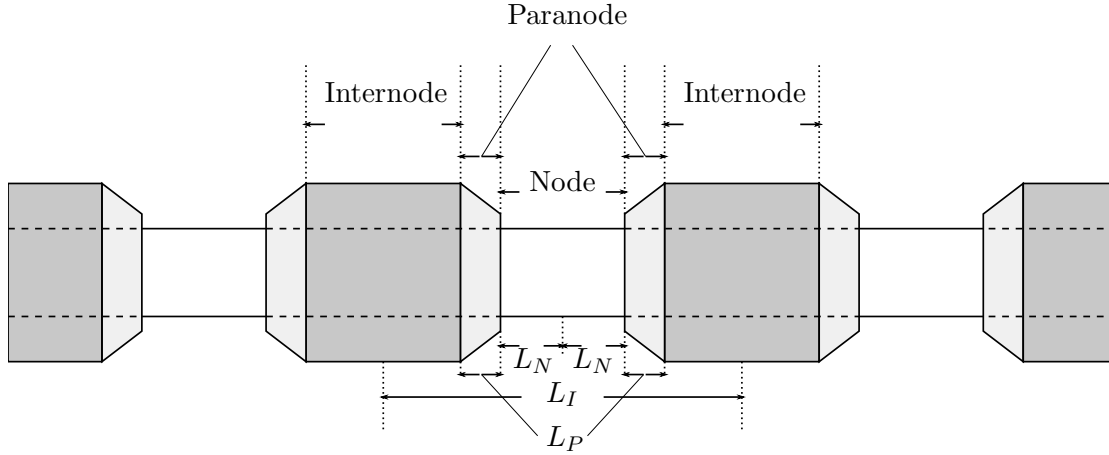 Paranode
Internode
Internode
Node
L_N
L_N
L_I
L_P